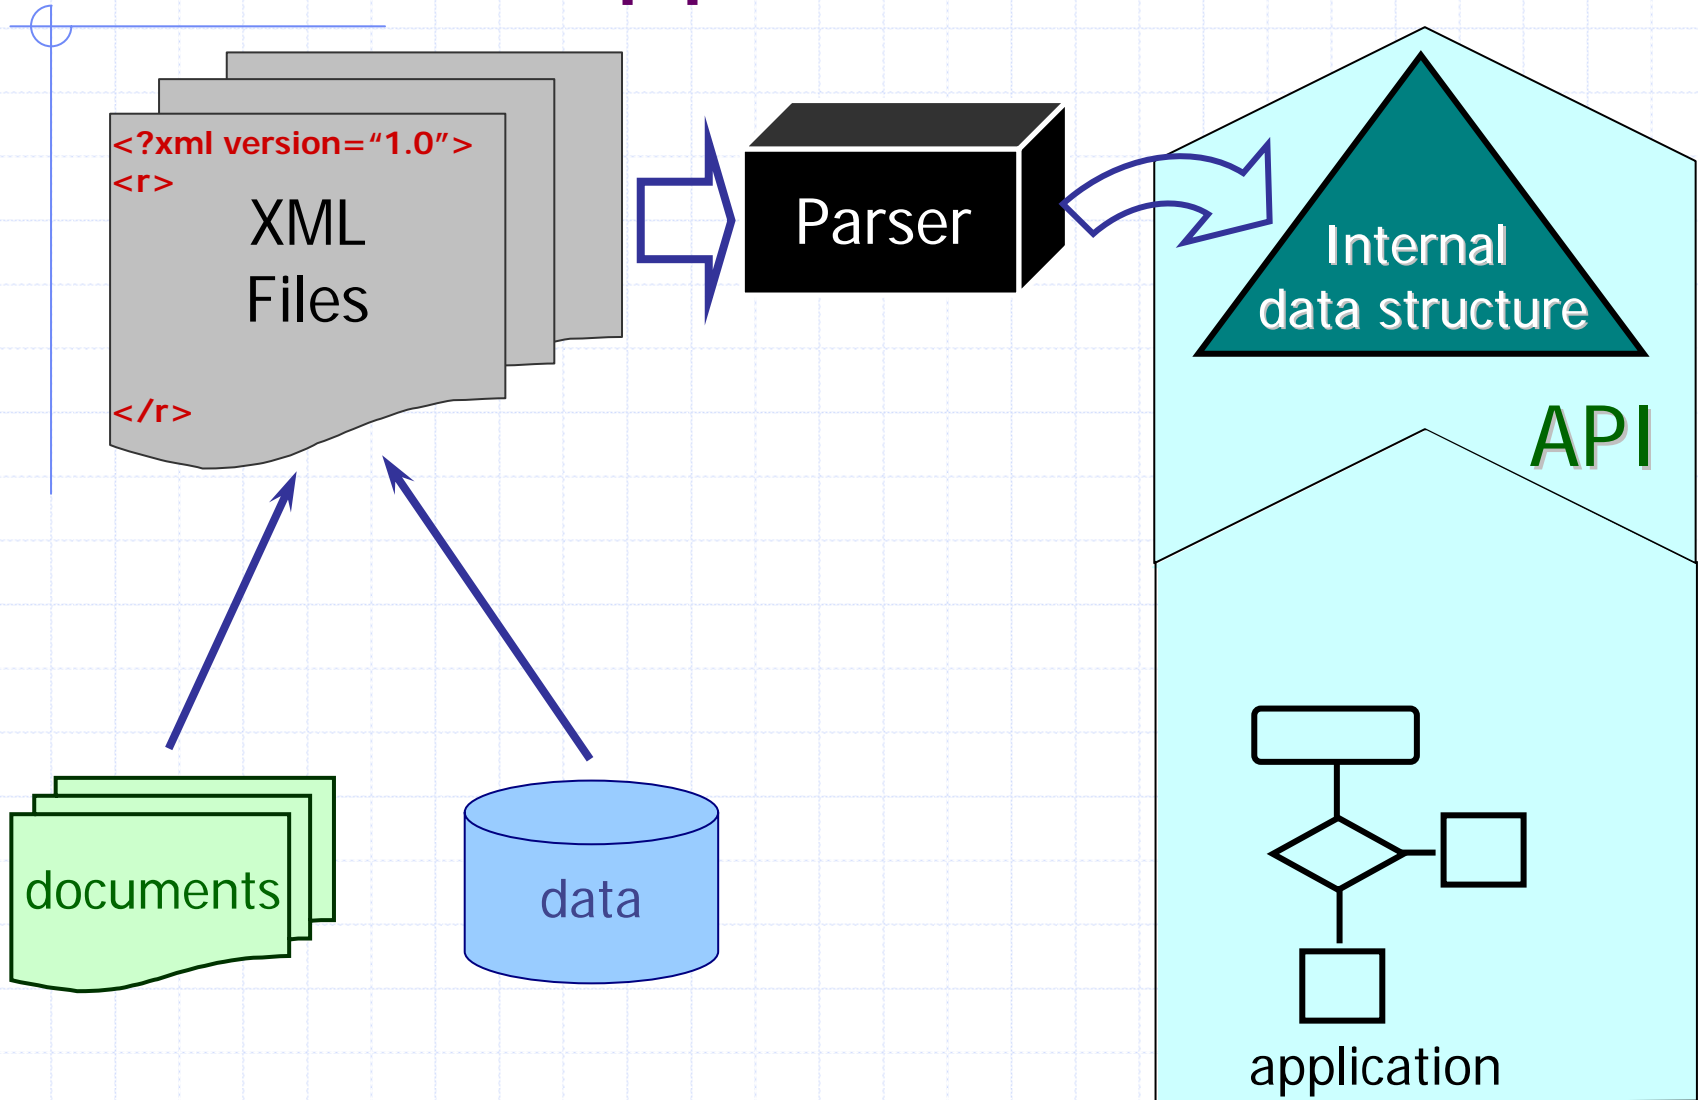 <?xml version=“1.0”>
<r>
XML
Files
</r>
Parser
Internal
data structure
API
documents
data
application